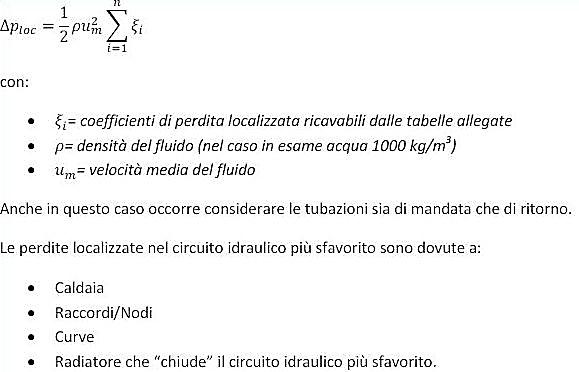 Δp_loc = 1/2 ρu_m^2 ∑_{i=1}^{n} ξ_i
con:
• ξ_i= coefficienti di perdita localizzata ricavabili dalle tabelle allegate
• ρ= densità del fluido (nel caso in esame acqua 1000 kg/m³)
• u_m= velocità media del fluido
Anche in questo caso occorre considerare le tubazioni sia di mandata che di ritorno.
Le perdite localizzate nel circuito idraulico più sfavorito sono dovute a:
• Caldaia
• Raccordi/Nodi
• Curve
• Radiatore che “chiude” il circuito idraulico più sfavorito.